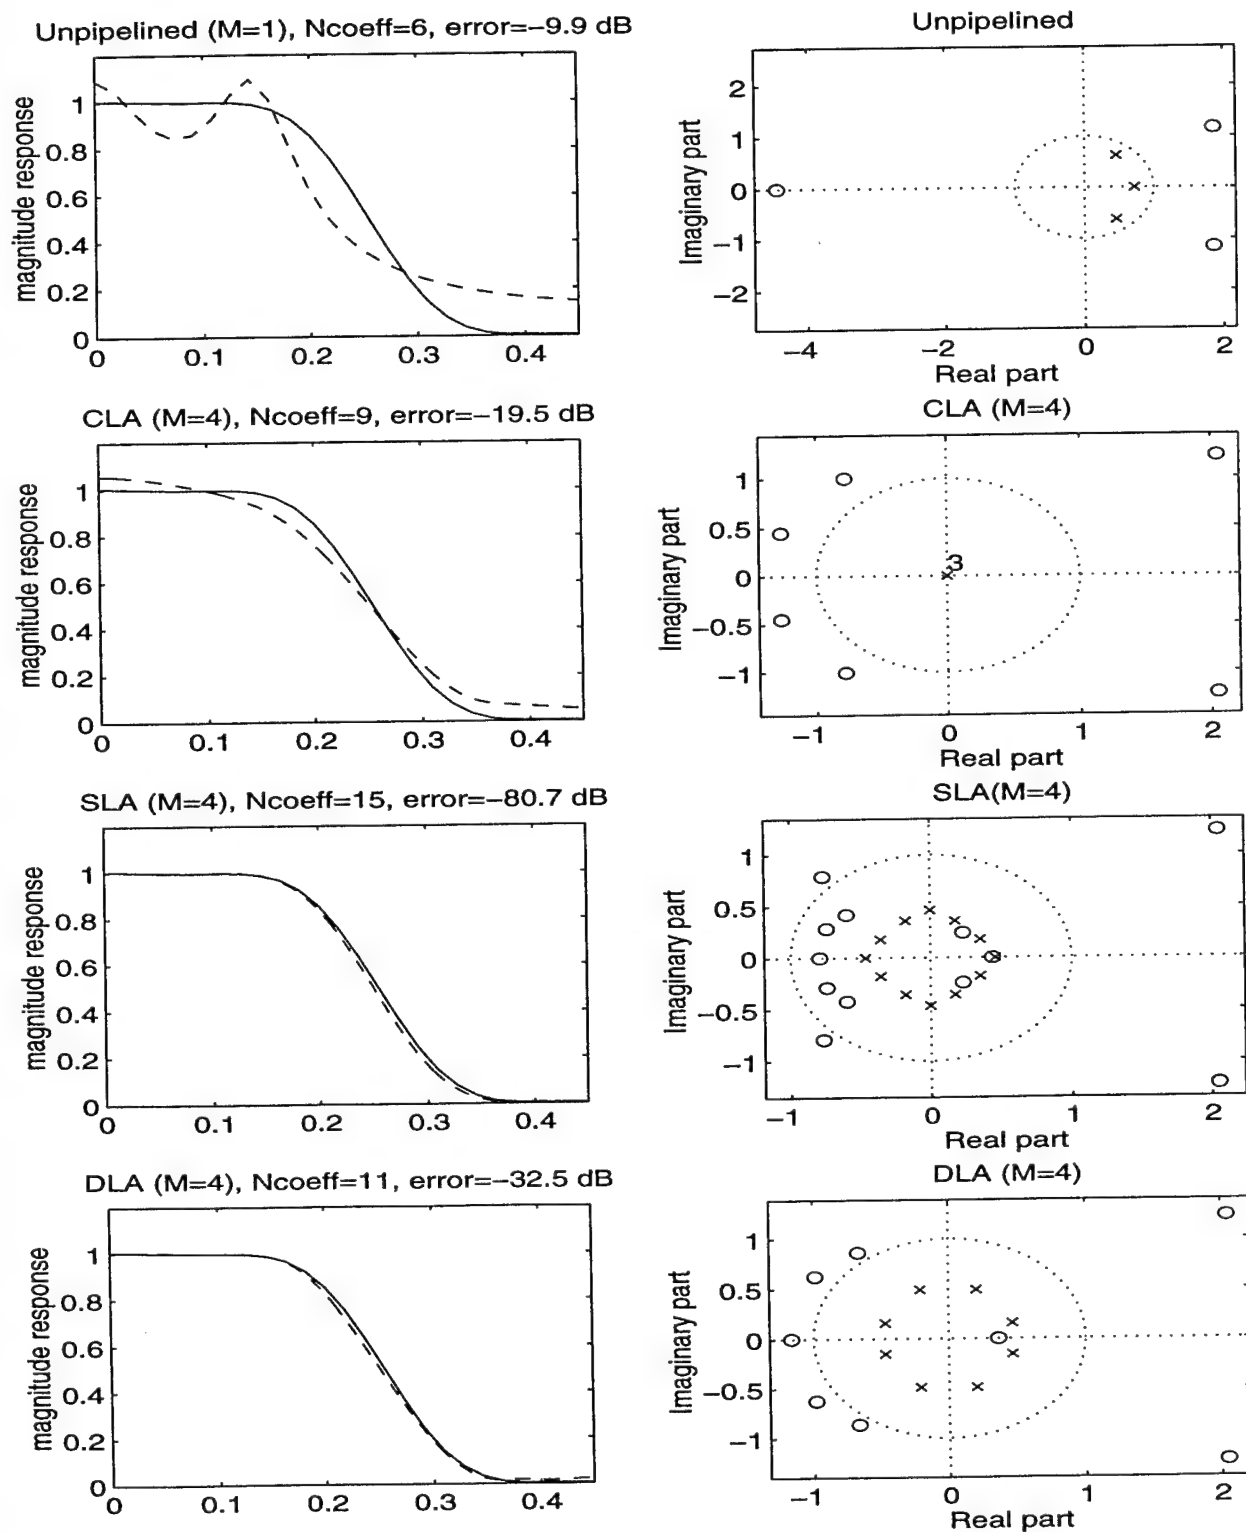 Unpipelined (M=1), Ncoeff=6, error=−9.9 dB
magnitude response
1
0.8
0.6
0.4
0.2
0
0 0.1 0.2 0.3 0.4
Unpipelined
Imaginary part
2
1
0
−1
−2
−4 −2 0 2
Real part
CLA (M=4), Ncoeff=9, error=−19.5 dB
magnitude response
1
0.8
0.6
0.4
0.2
0
0 0.1 0.2 0.3 0.4
CLA (M=4)
Imaginary part
1
0.5
0
−0.5
−1
3
−1 0 1 2
Real part
SLA (M=4), Ncoeff=15, error=−80.7 dB
magnitude response
1
0.8
0.6
0.4
0.2
0
0 0.1 0.2 0.3 0.4
SLA(M=4)
Imaginary part
1
0.5
0
−0.5
−1
−1 0 1 2
Real part
DLA (M=4), Ncoeff=11, error=−32.5 dB
magnitude response
1
0.8
0.6
0.4
0.2
0
0 0.1 0.2 0.3 0.4
DLA (M=4)
Imaginary part
1
0.5
0
−0.5
−1
−1 0 1 2
Real part